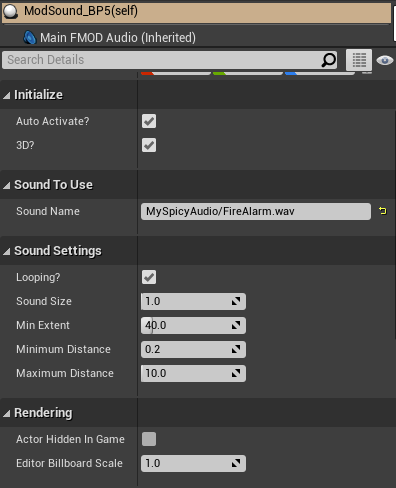 ModSound_BP5(self)
Main FMOD Audio (Inherited)
Search Details
Initialize
Auto Activate?
3D?
Sound To Use
Sound Name MySpicyAudio/FireAlarm.wav
Sound Settings
Looping?
Sound Size 1.0
Min Extent 40.0
Minimum Distance 0.2
Maximum Distance 10.0
Rendering
Actor Hidden In Game
Editor Billboard Scale 1.0